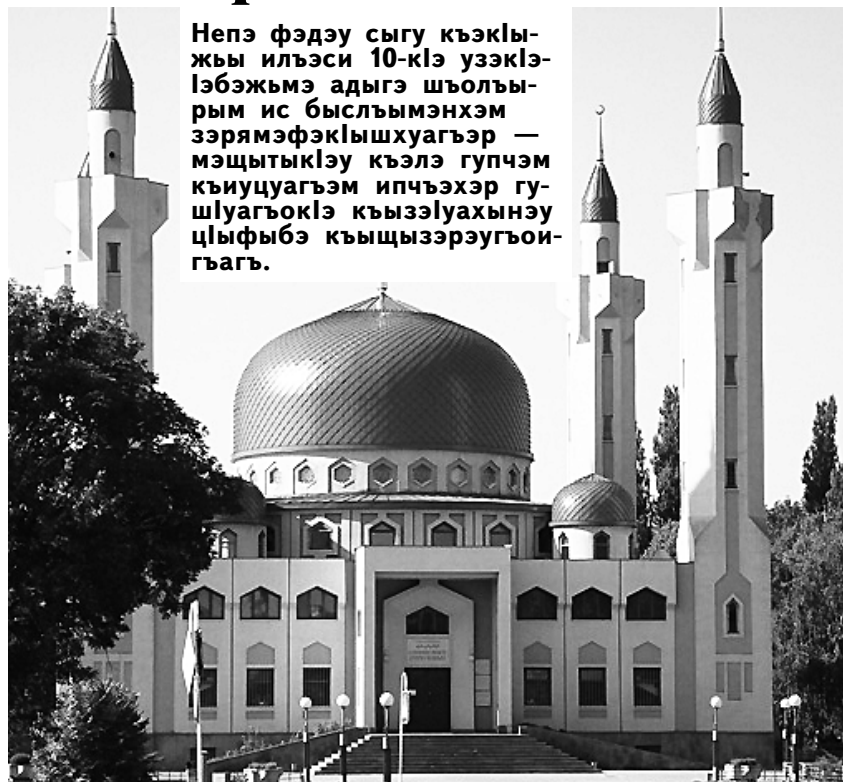 Непэ фэдэу сыгу къэкӏы-
жьы илъэси 10-кӏэ узэкӏэ-
ӏэбэжьмэ адыгэ шъолъы-
рым ис быслъымэнхэм
зэрямэфэкӏышхуагъэр —
мэщытыкӏэу къэлэ гупчэм
къиуцуагъэм ипчъэхэр гу-
шӏуагъокӏэ къызэӏуахынэу
цӏыфыбэ къыщызэрэугъои-
гъагъ.